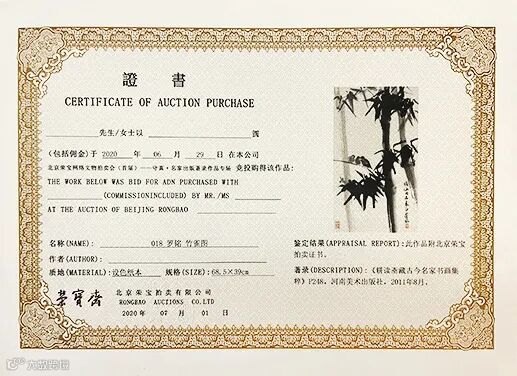 證書
CERTIFICATE OF AUCTION PURCHASE
先生/女士以 圆
(包括佣金)于 2020 年 06 月 29 日 在本公司
北京荣宝网络文物拍卖会(首届)——守真·名家出版著录作品专场 竞投购得该作品:
THE WORK BELOW WAS BID FOR ADN PURCHASED WITH
(COMMISSIONINCLUDED) BY MR./MS
AT THE AUCTION OF BEIJING RONGBAO
名称(NAME): 018 罗铭 竹雀图
作者(AUTHOR):
质地(MATERIAL): 设色纸本 规格(SIZE): 68.5×39cm
荣寶齋 北京荣宝拍卖有限公司
RONGBAO AUCTIONS CO.LTD
2020 年 07 月 01 日
鉴定结果(APPRAISAL REPORT): 此作品附北京荣宝
拍卖证书。
著录(DESCRIPTION): 《耕读斋藏古今名家书画集
粹》P248,河南美术出版社,2011年8月。